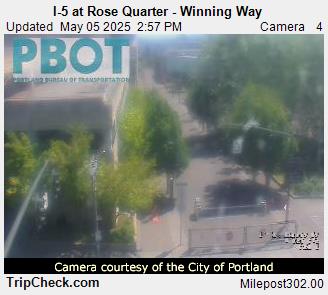 I-5 at Rose Quarter - Winning Way
Updated May 05 2025 2:57 PM Camera 4
PBOT
PORTLAND BUREAU OF TRANSPORTATION
Camera courtesy of the City of Portland
TripCheck.com Milepost302.00